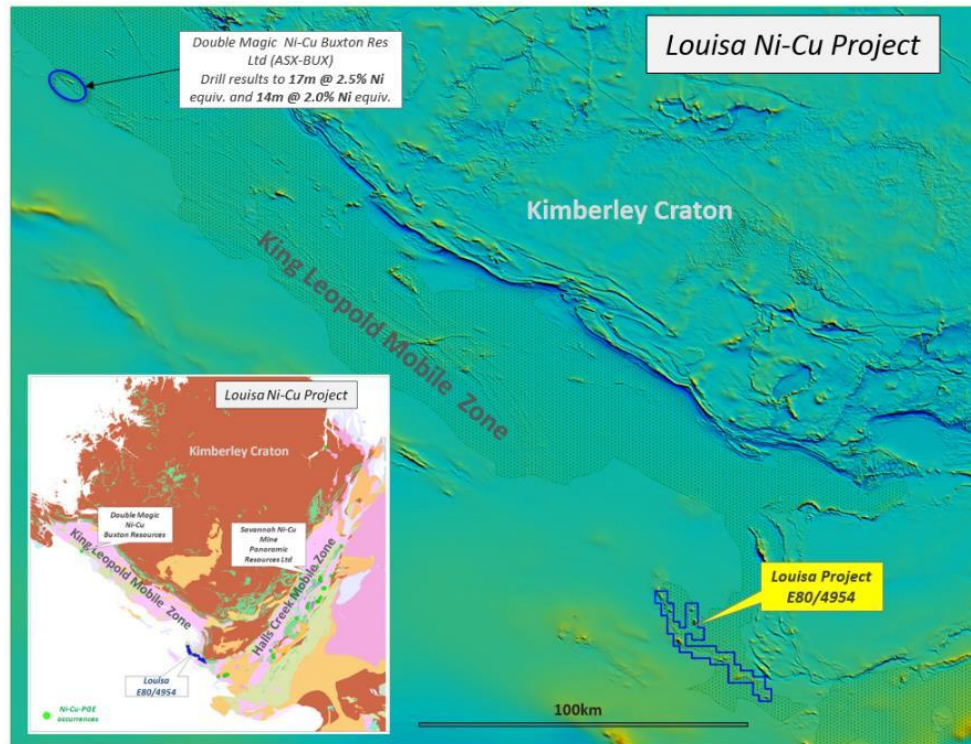 Louisa Ni-Cu Project
Double Magic Ni-Cu Buxton Res
Ltd (ASX-BUX)
Drill results to 17m @ 2.5% Ni
equiv. and 14m @ 2.0% Ni equiv.
Kimberley Craton
King Leopold Mobile Zone
Louisa Project
E80/4954
100km
Louisa Ni-Cu Project
Kimberley Craton
Double Magic
Ni-Cu
Buxton Resources
Savannah Ni-Cu
Mine
Panoramic
Resources Ltd
King Leopold Mobile Zone
Halls Creek Mobile Zone
Louisa
E80/4954
Ni-Cu-PGE
occurrences